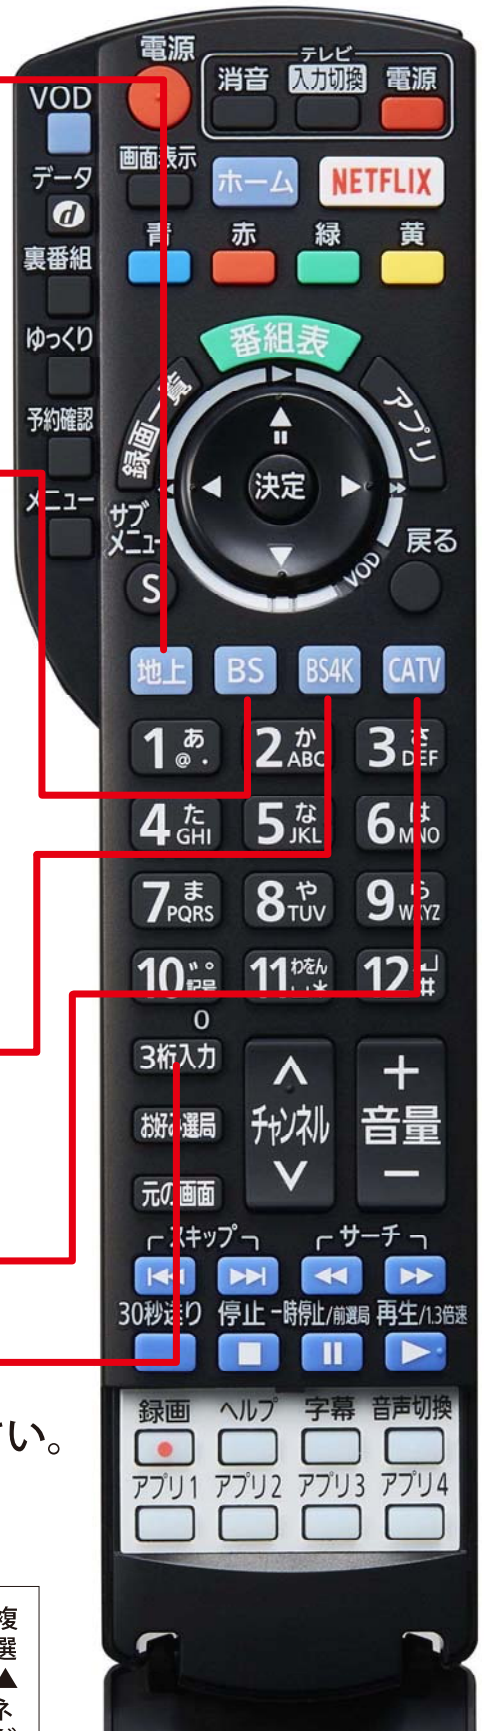 電源
テレビ
VOD
消音
入力切換
電源
画面表示
ホーム
NETFLIX
データ
d
青
赤
緑
黄
裏番組
番組表
ゆっくり
録画一覧
アプリ
予約確認
決定
メニュー
サブ
メニュー
S
戻る
VOD
地上
BS
BS4K
CATV
1 あ @ .
2 か ABC
3 さ DEF
4 た GHI
5 な JKL
6 は MNO
7 ま PQRS
8 や TUV
9 ら WXYZ
10 ゛゜ 記号
11 わをん 、。*
12 #
0
3桁入力
チャンネル
＋
音量
－
お好み選局
元の画面
スキップ
サーチ
30秒送り
停止
一時停止/前選局
再生/1.3倍速
さい。
録画
ヘルプ
字幕
音声切換
アプリ1
アプリ2
アプリ3
アプリ4
複
選
▲
ネ